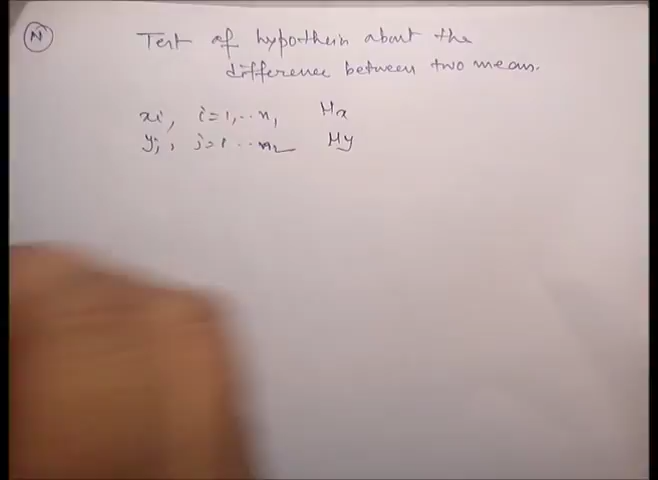 N
Test of hypothesis about the
difference between two means.
xi, i=1,..n1 μx
yj, j=1 ..n2 μy